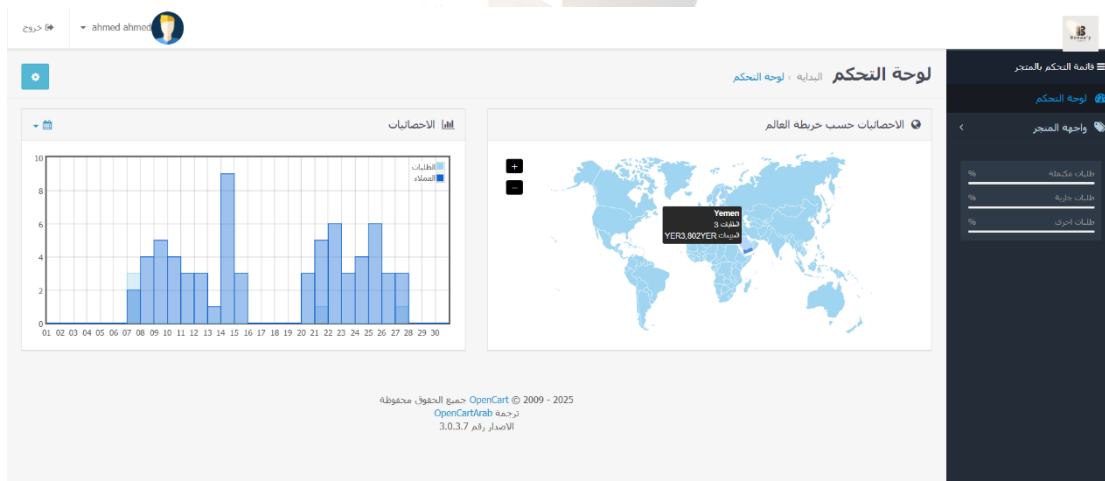 خروج
ahmed ahmed
قائمة التحكم بالمتجر
لوحة التحكم
واجهة المتجر
طلبات مكتملة %
طلبات جارية %
طلبات اخرى %
لوحة التحكم
البداية › لوحة التحكم
الاحصائيات حسب خريطة العالم
+
−
Yemen
الطلبات 3
المبيعات YER3,802YER
الاحصائيات
الطلبات
العملاء
10
8
6
4
2
0
01 02 03 04 05 06 07 08 09 10 11 12 13 14 15 16 17 18 19 20 21 22 23 24 25 26 27 28 29 30
OpenCart © 2009 - 2025 جميع الحقوق محفوظة
ترجمة OpenCartArab
الاصدار رقم 3.0.3.7